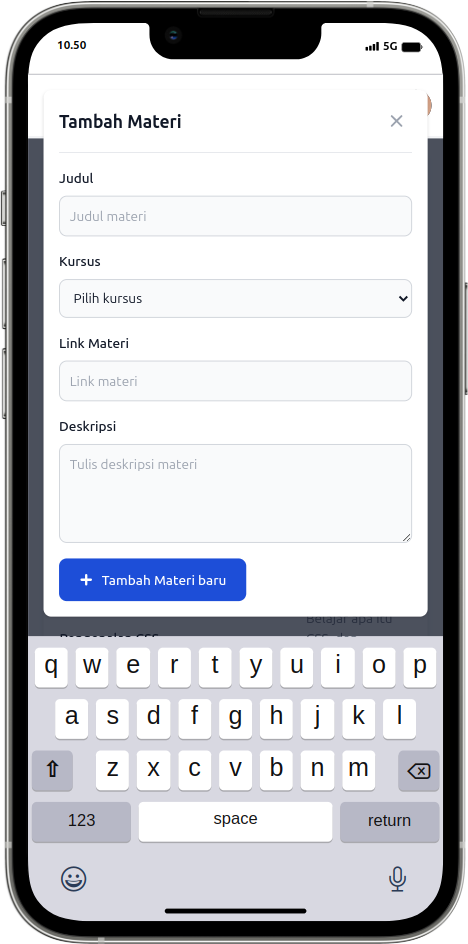 10.50
5G
Tambah Materi
Judul
Judul materi
Kursus
Pilih kursus
Link Materi
Link materi
Deskripsi
Tulis deskripsi materi
Tambah Materi baru
Belajar apa itu
q w e r t y u i o p
a s d f g h j k l
z x c v b n m
123 space return